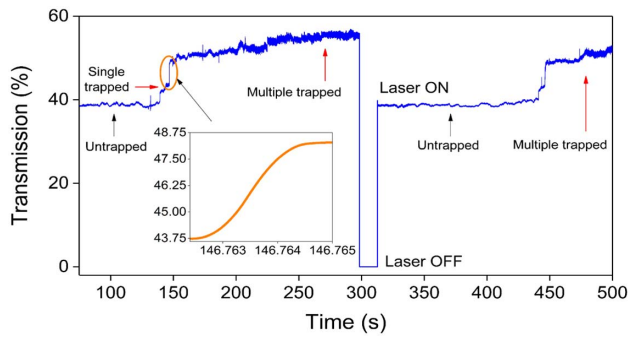 60
40
20
0
Transmission (%)
Single
trapped
Untrapped
Multiple trapped
Laser ON
Untrapped
Multiple trapped
Laser OFF
48.75
47.50
46.25
45.00
43.75
146.763 146.764 146.765
100 150 200 250 300 350 400 450 500
Time (s)